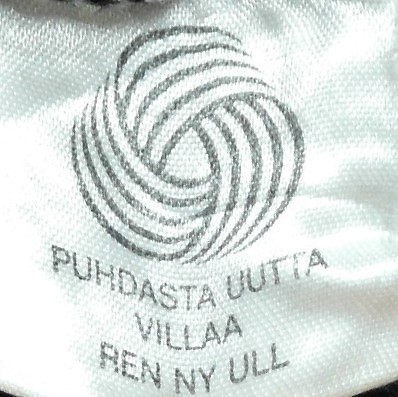 PUHDASTA UUTTA
VILLAA
REN NY ULL